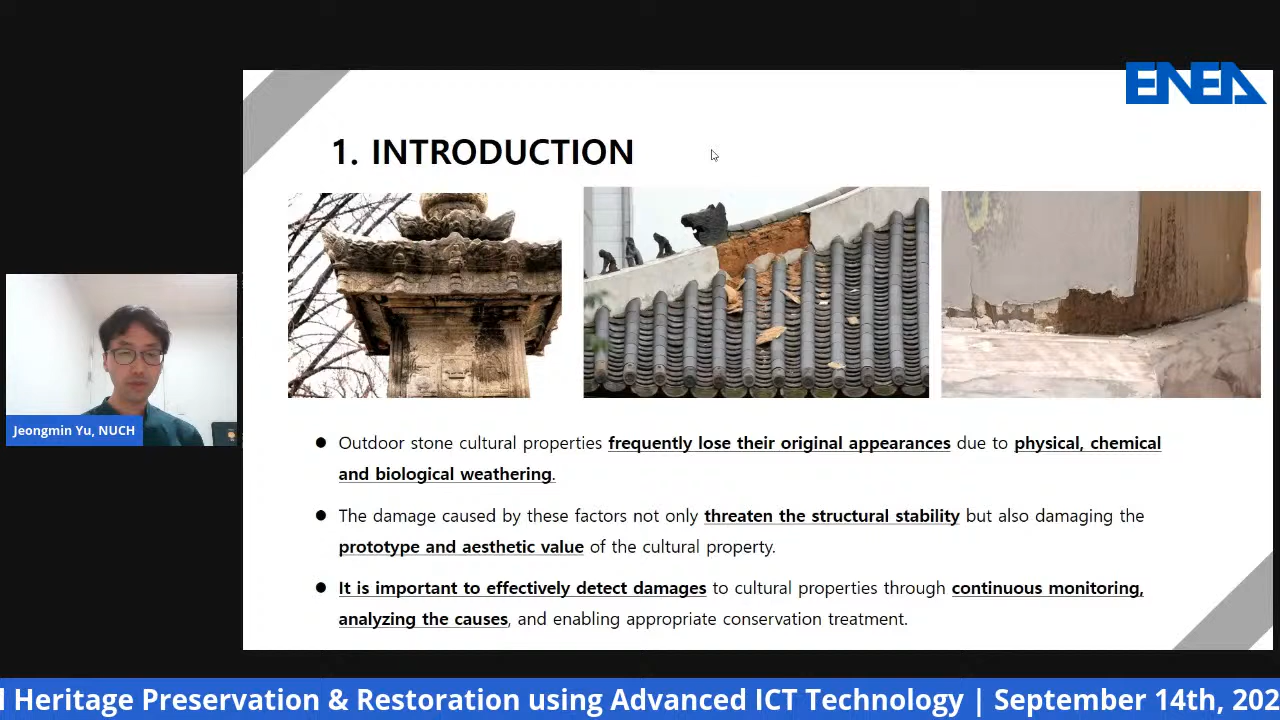 ENEA
1. INTRODUCTION
Jeongmin Yu, NUCH
● Outdoor stone cultural properties frequently lose their original appearances due to physical, chemical
and biological weathering.
● The damage caused by these factors not only threaten the structural stability but also damaging the
prototype and aesthetic value of the cultural property.
● It is important to effectively detect damages to cultural properties through continuous monitoring,
analyzing the causes, and enabling appropriate conservation treatment.
Heritage Preservation & Restoration using Advanced ICT Technology | September 14th, 202